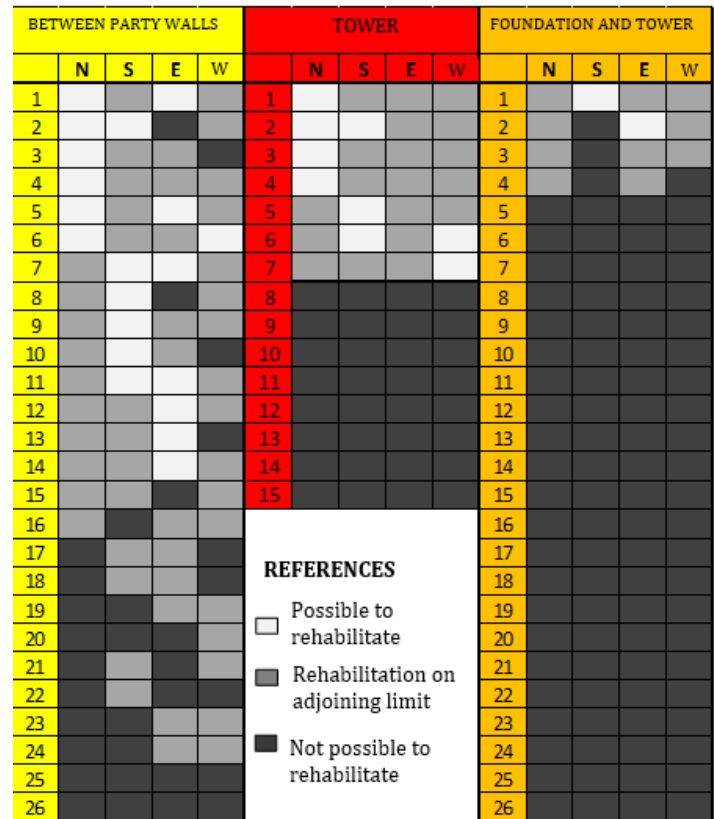 BETWEEN PARTY WALLS TOWER FOUNDATION AND TOWER
N S E W N S E W N S E W
1 1 1
2 2 2
3 3 3
4 4 4
5 5 5
6 6 6
7 7 7
8 8 8
9 9 9
10 10 10
11 11 11
12 12 12
13 13 13
14 14 14
15 15 15
16 16
17 17
18 18
19 19
20 20
21 21
22 22
23 23
24 24
25 25
26 26
REFERENCES
Possible to
rehabilitate
Rehabilitation on
adjoining limit
Not possible to
rehabilitate